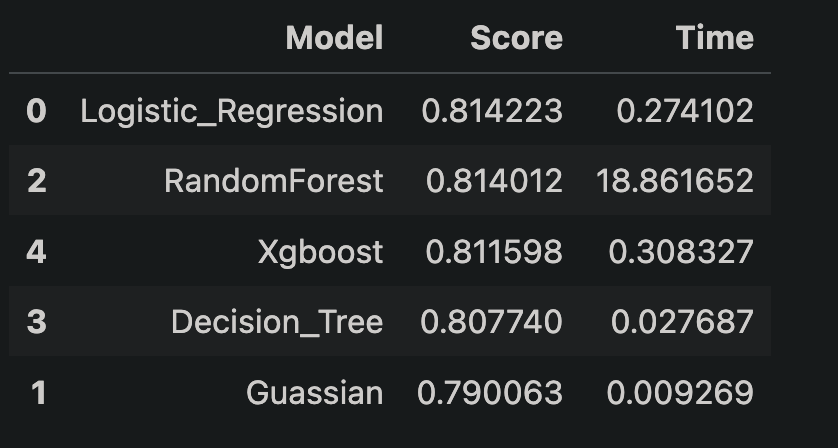 Model Score Time
0 Logistic_Regression 0.814223 0.274102
2 RandomForest 0.814012 18.861652
4 Xgboost 0.811598 0.308327
3 Decision_Tree 0.807740 0.027687
1 Guassian 0.790063 0.009269